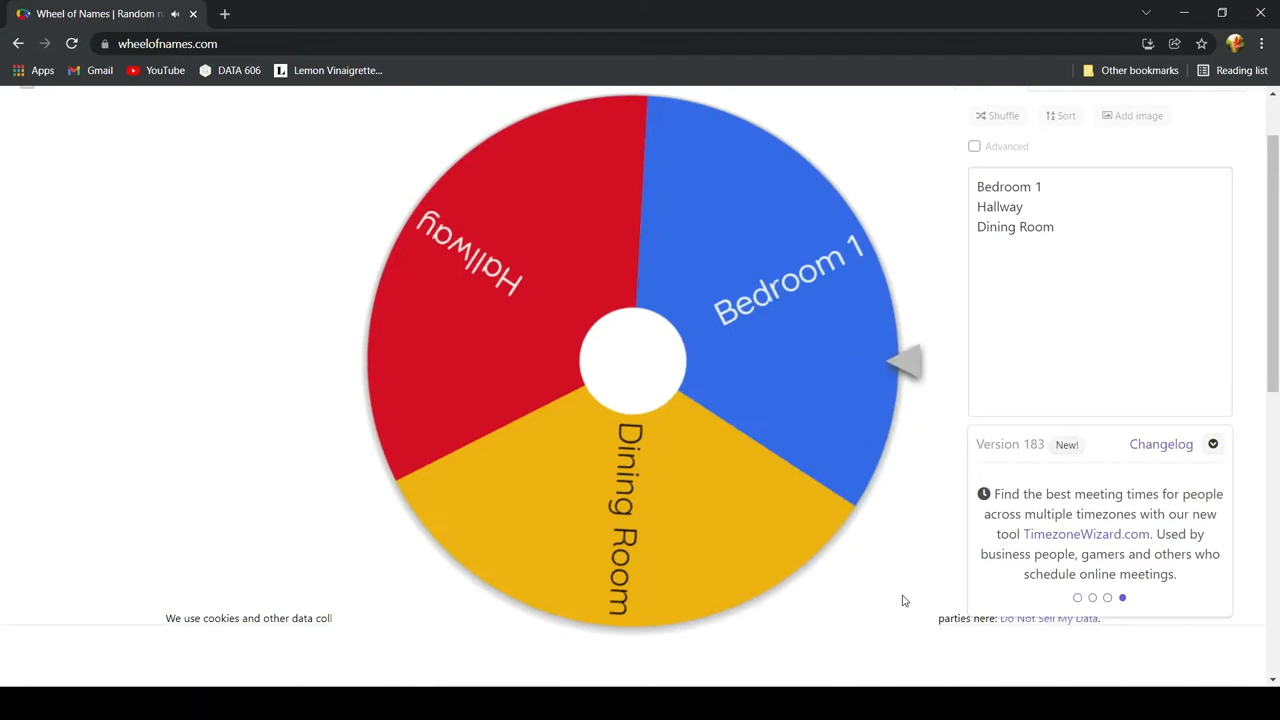 Wheel of Names | Random n
wheelofnames.com
Apps
Gmail
YouTube
DATA 606
Lemon Vinaigrette...
Other bookmarks
Reading list
Shuffle
Sort
Add image
Advanced
Bedroom 1
Hallway
Dining Room
Hallway
Bedroom 1
Dining Room
Version 183
New!
Changelog
Find the best meeting times for people
across multiple timezones with our new
tool TimezoneWizard.com. Used by
business people, gamers and others who
schedule online meetings.
We use cookies and other data coll
parties here: Do Not Sell My Data.